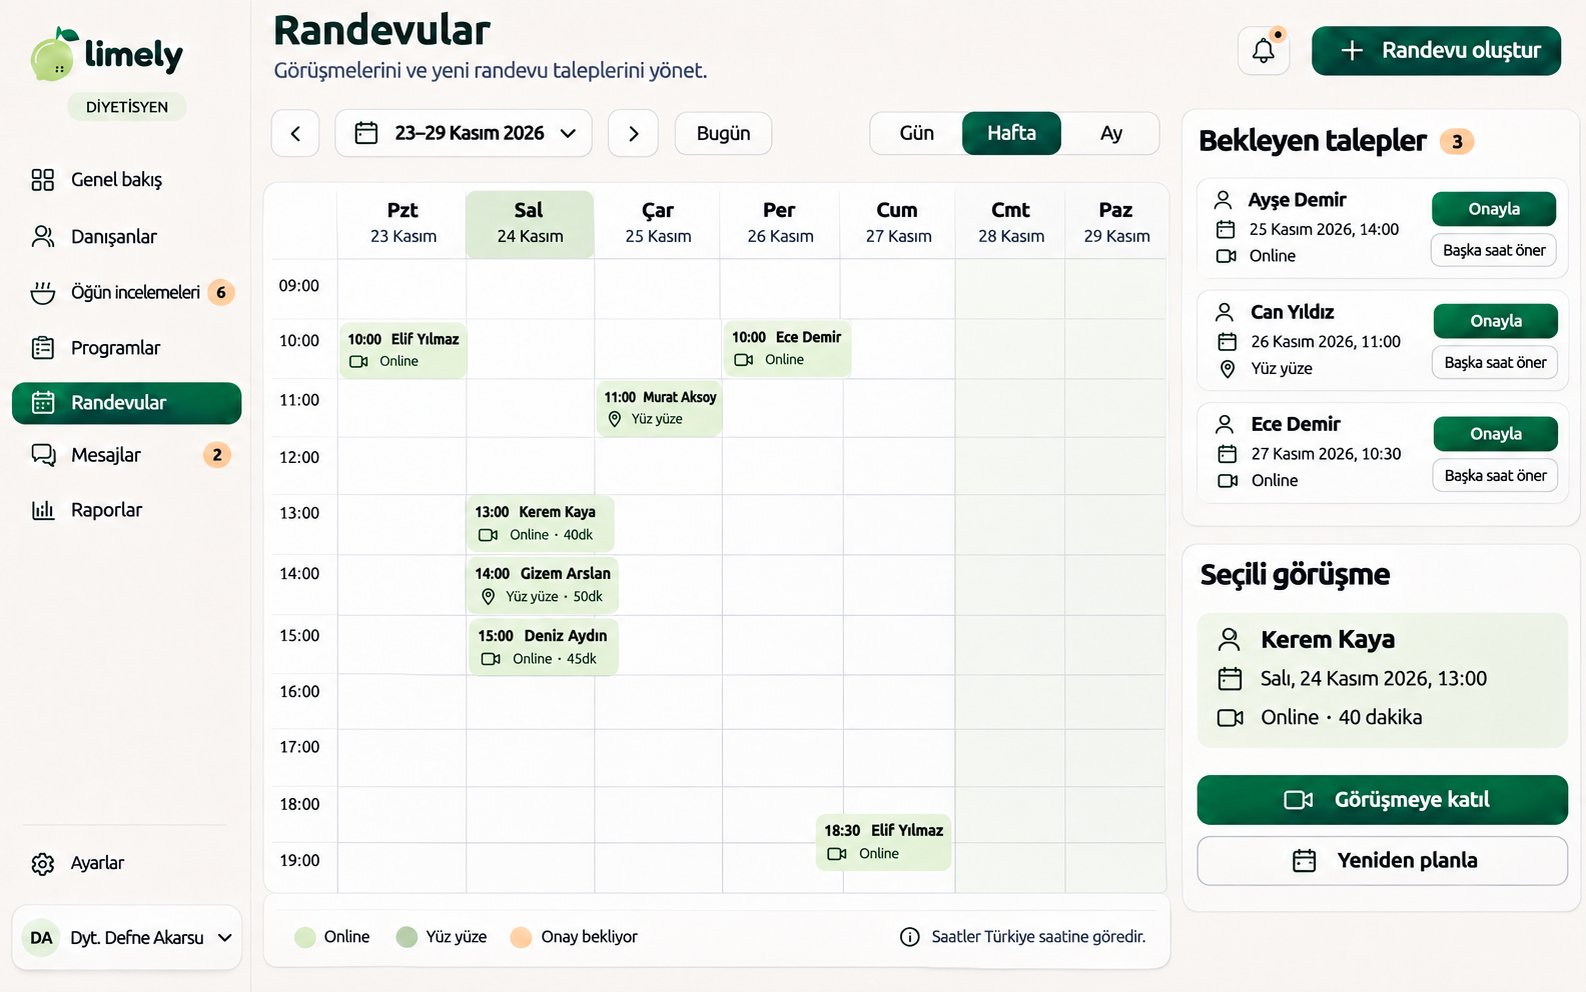 limely
DİYETİSYEN
Genel bakış
Danışanlar
Öğün incelemeleri 6
Programlar
Randevular
Mesajlar 2
Raporlar
Ayarlar
DA Dyt. Defne Akarsu
Randevular
Görüşmelerini ve yeni randevu taleplerini yönet.
Randevu oluştur
23–29 Kasım 2026
Bugün
Gün Hafta Ay
Pzt Sal Çar Per Cum Cmt Paz
23 Kasım 24 Kasım 25 Kasım 26 Kasım 27 Kasım 28 Kasım 29 Kasım
09:00
10:00
10:00 Elif Yılmaz
Online
10:00 Ece Demir
Online
11:00
11:00 Murat Aksoy
Yüz yüze
12:00
13:00
13:00 Kerem Kaya
Online · 40dk
14:00
14:00 Gizem Arslan
Yüz yüze · 50dk
15:00
15:00 Deniz Aydın
Online · 45dk
16:00
17:00
18:00
18:30 Elif Yılmaz
Online
19:00
Online Yüz yüze Onay bekliyor
Saatler Türkiye saatine göredir.
Bekleyen talepler 3
Ayşe Demir
25 Kasım 2026, 14:00
Online
Onayla
Başka saat öner
Can Yıldız
26 Kasım 2026, 11:00
Yüz yüze
Onayla
Başka saat öner
Ece Demir
27 Kasım 2026, 10:30
Online
Onayla
Başka saat öner
Seçili görüşme
Kerem Kaya
Salı, 24 Kasım 2026, 13:00
Online · 40 dakika
Görüşmeye katıl
Yeniden planla